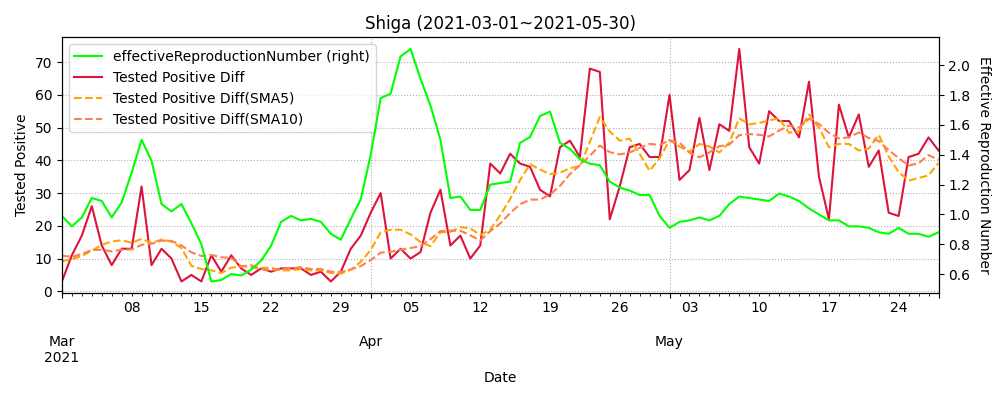 Shiga (2021-03-01~2021-05-30)
effectiveReproductionNumber (right)
Tested Positive Diff
Tested Positive Diff(SMA5)
Tested Positive Diff(SMA10)
Tested Positive
70
60
50
40
30
20
10
0
2.0
1.8
1.6
1.4
1.2
1.0
0.8
0.6
Effective Reproduction Number
08 15 22 29 05 12 19 26 03 10 17 24
Mar Apr May
2021
Date